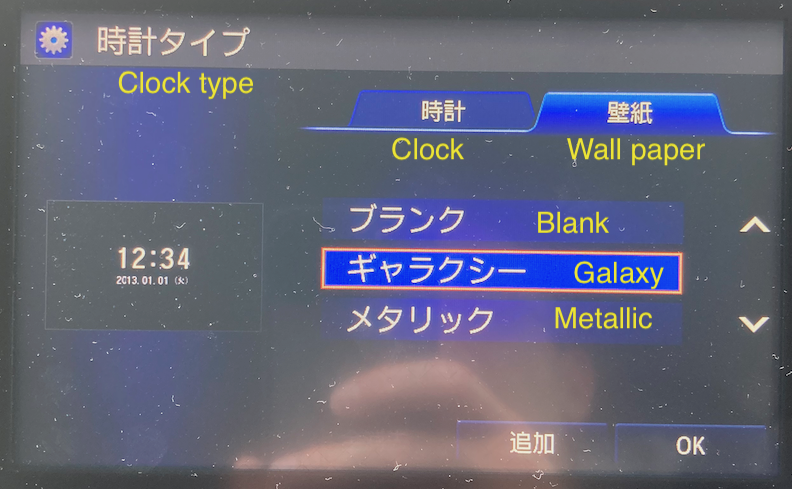 時計タイプ
Clock type
時計
壁紙
Clock
Wall paper
ブランク Blank
12:34
2013.01.01 (火)
ギャラクシー Galaxy
メタリック Metallic
追加
OK